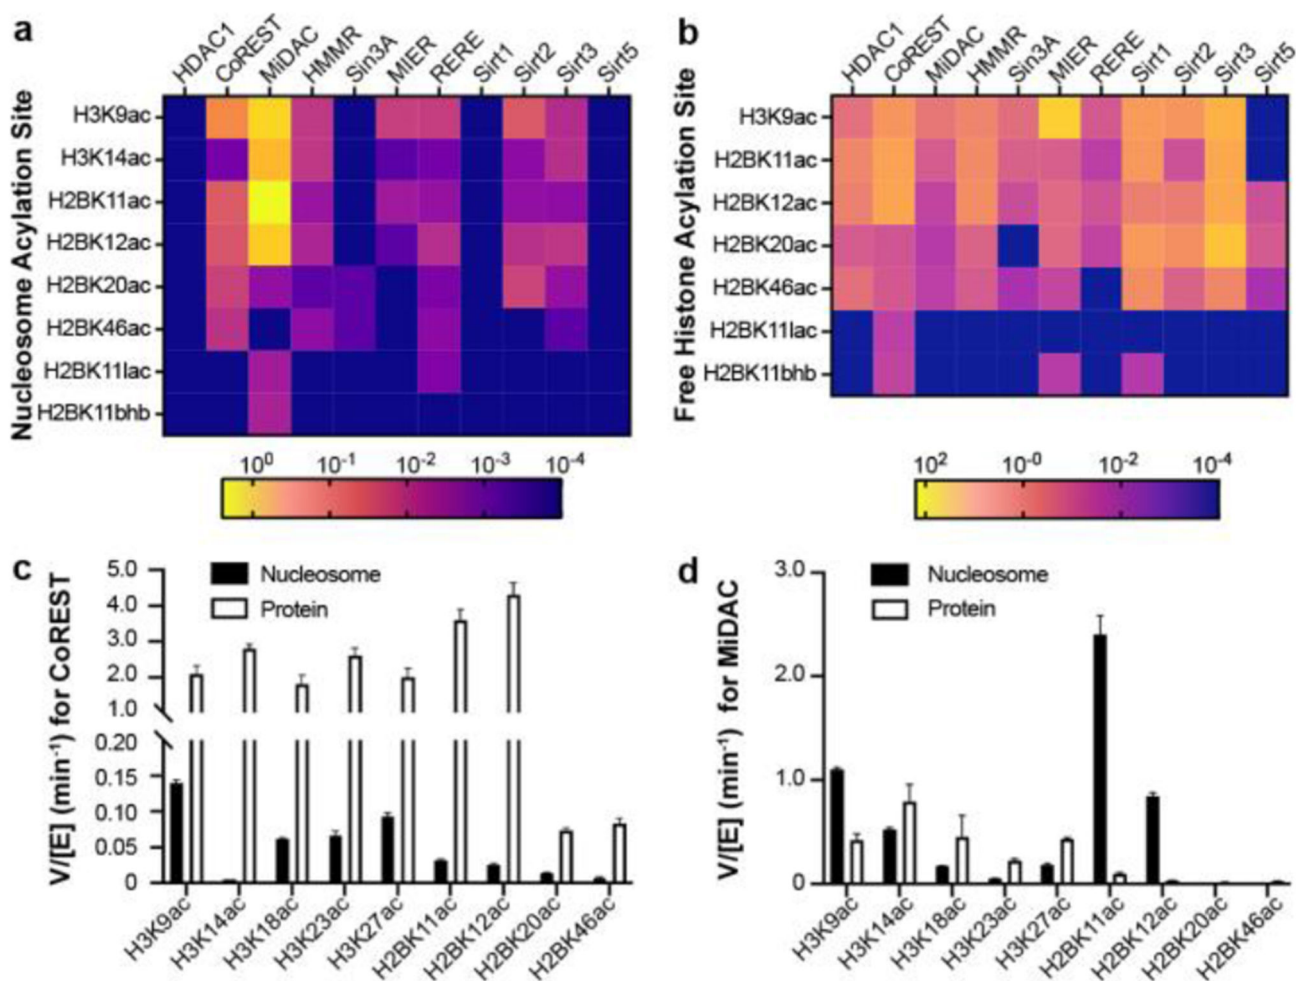 a
HDAC1 CoREST MiDAC HMMR Sin3A MIER RERE Sirt1 Sirt2 Sirt3 Sirt5
Nucleosome Acylation Site
H3K9ac
H3K14ac
H2BK11ac
H2BK12ac
H2BK20ac
H2BK46ac
H2BK11lac
H2BK11bhb
10⁰ 10⁻¹ 10⁻² 10⁻³ 10⁻⁴
b
HDAC1 CoREST MiDAC HMMR Sin3A MIER RERE Sirt1 Sirt2 Sirt3 Sirt5
Free Histone Acylation Site
H3K9ac
H2BK11ac
H2BK12ac
H2BK20ac
H2BK46ac
H2BK11lac
H2BK11bhb
10² 10⁻⁰ 10⁻² 10⁻⁴
c
V/[E] (min⁻¹) for CoREST
Nucleosome
Protein
5.0
4.0
3.0
2.0
1.0
0.20
0.15
0.10
0.05
0
H3K9ac H3K14ac H3K18ac H3K23ac H3K27ac H2BK11ac H2BK12ac H2BK20ac H2BK46ac
d
V/[E] (min⁻¹) for MiDAC
Nucleosome
Protein
3.0
2.0
1.0
0
H3K9ac H3K14ac H3K18ac H3K23ac H3K27ac H2BK11ac H2BK12ac H2BK20ac H2BK46ac